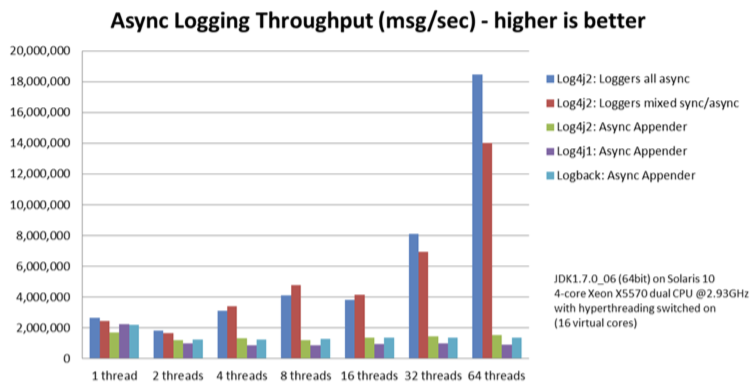 Async Logging Throughput (msg/sec) - higher is better
20,000,000
18,000,000
16,000,000
14,000,000
12,000,000
10,000,000
8,000,000
6,000,000
4,000,000
2,000,000
0
1 thread 2 threads 4 threads 8 threads 16 threads 32 threads 64 threads
Log4j2: Loggers all async
Log4j2: Loggers mixed sync/async
Log4j2: Async Appender
Log4j1: Async Appender
Logback: Async Appender
JDK1.7.0_06 (64bit) on Solaris 10
4-core Xeon X5570 dual CPU @2.93GHz
with hyperthreading switched on
(16 virtual cores)